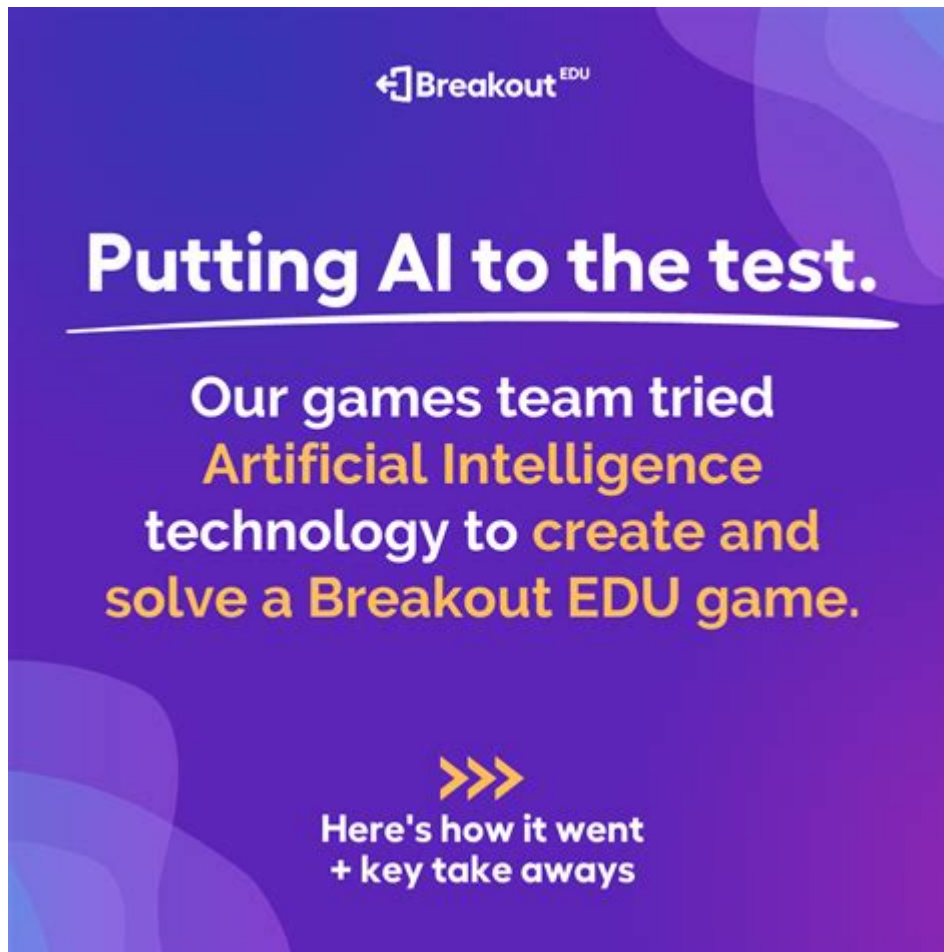 Breakout EDU
Putting AI to the test.
Our games team tried
Artificial Intelligence
technology to create and
solve a Breakout EDU game.
>>>
Here's how it went
+ key take aways